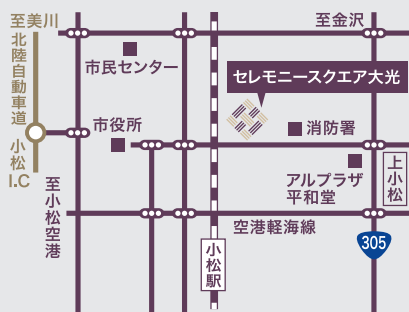 至美川
至金沢
北陸自動車道
市民センター
セレモニースクエア大光
市役所
消防署
小松
I.C
アルプラザ
平和堂
上小松
至小松空港
空港軽海線
小松駅
305